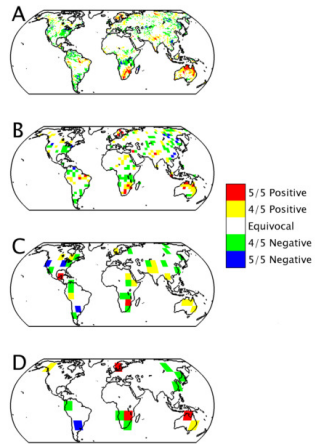 A
B
5/5 Positive
4/5 Positive
Equivocal
4/5 Negative
5/5 Negative
C
D